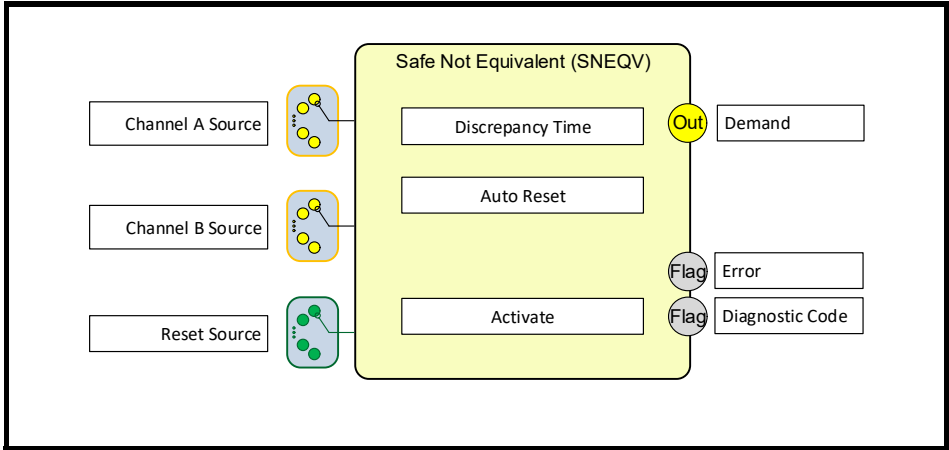 Safe Not Equivalent (SNEQV)
Channel A Source
Discrepancy Time
Out
Demand
Auto Reset
Channel B Source
Flag
Error
Reset Source
Activate
Flag
Diagnostic Code